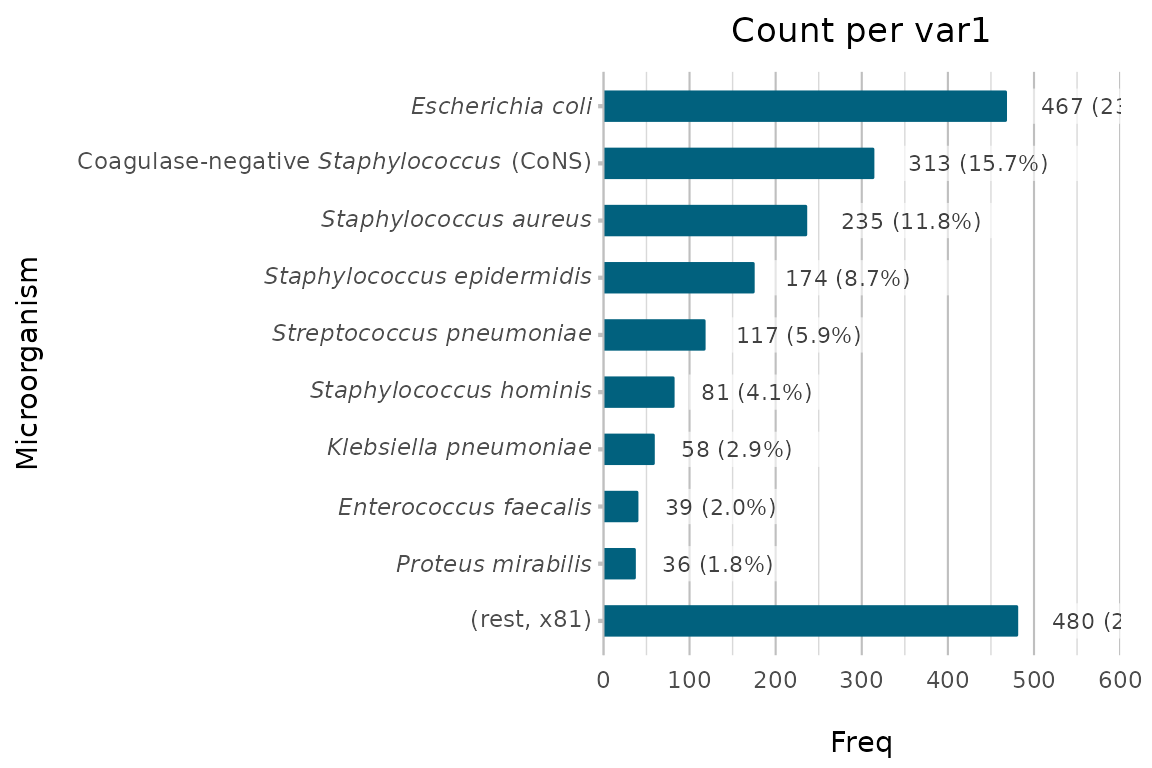 Count per var1
Microorganism
Escherichia coli 467 (23
Coagulase-negative Staphylococcus (CoNS) 313 (15.7%)
Staphylococcus aureus 235 (11.8%)
Staphylococcus epidermidis 174 (8.7%)
Streptococcus pneumoniae 117 (5.9%)
Staphylococcus hominis 81 (4.1%)
Klebsiella pneumoniae 58 (2.9%)
Enterococcus faecalis 39 (2.0%)
Proteus mirabilis 36 (1.8%)
(rest, x81) 480 (2
0 100 200 300 400 500 600
Freq